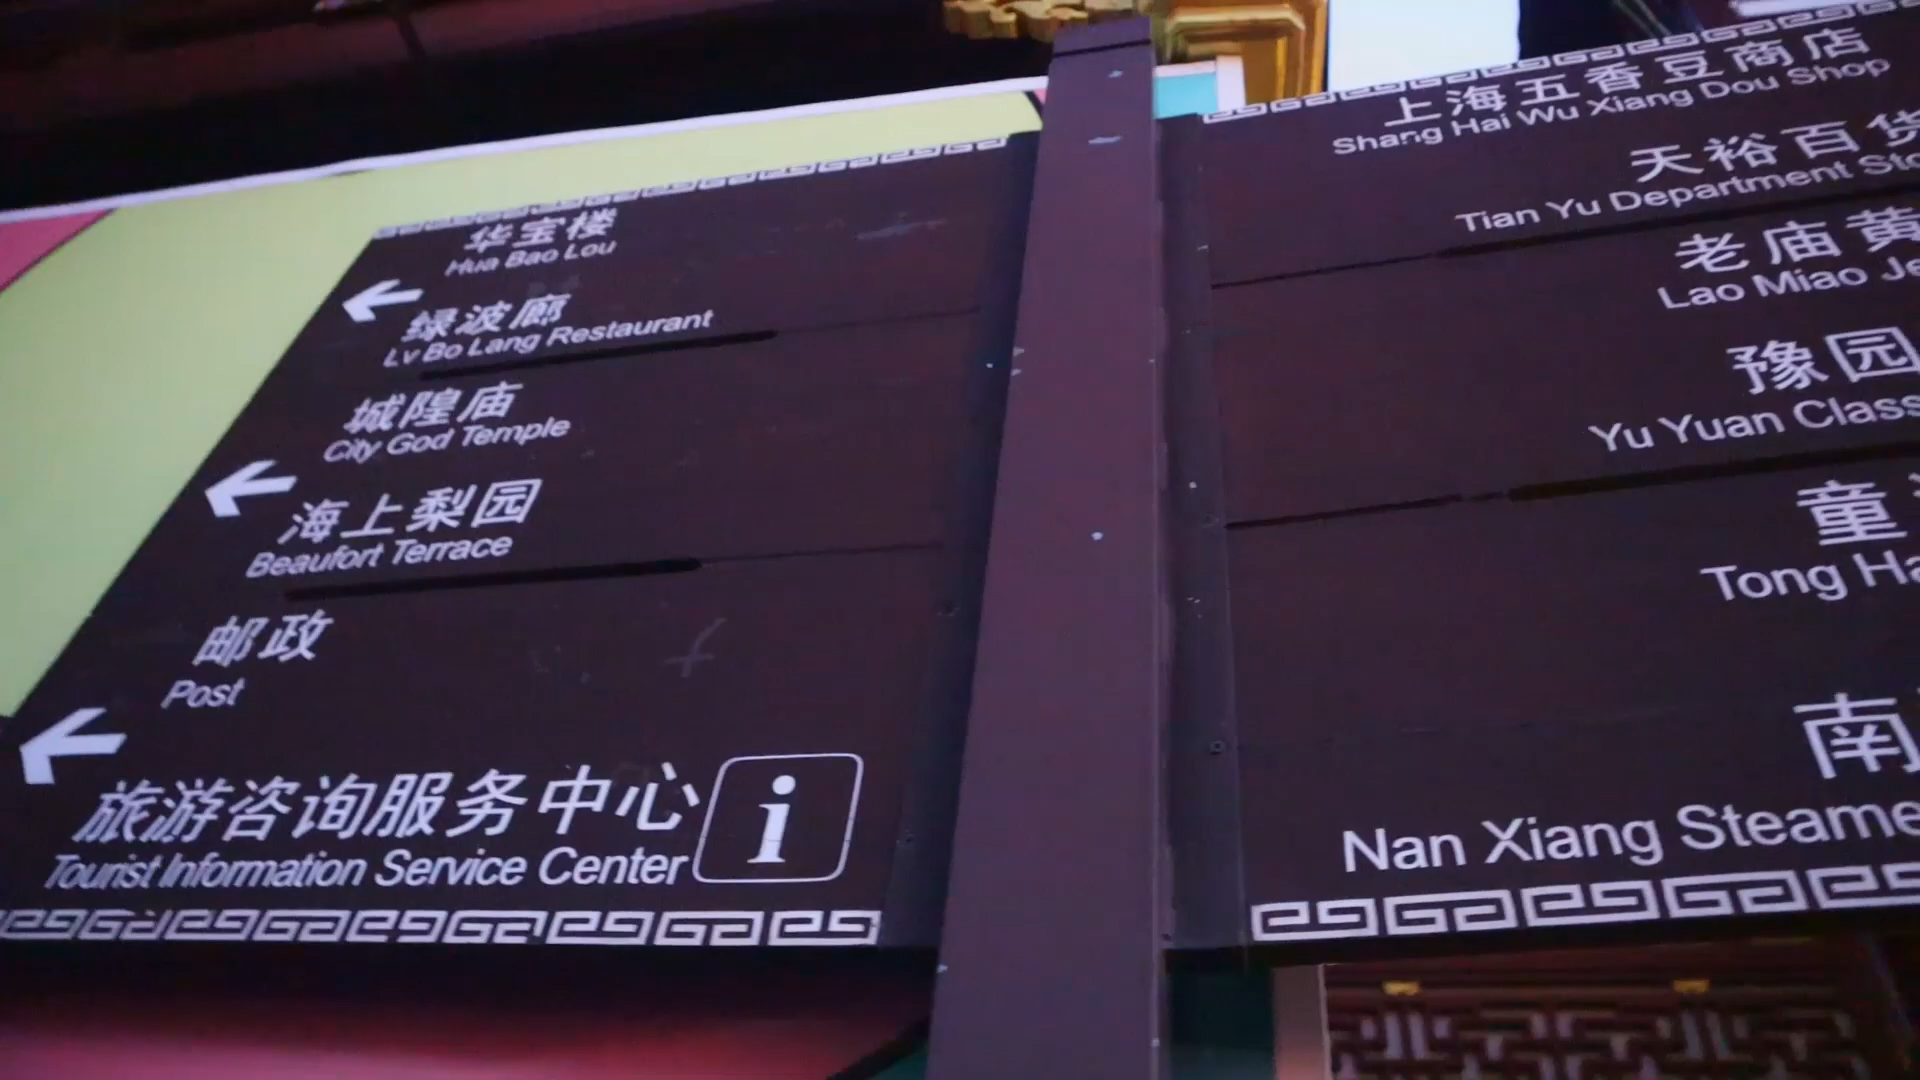 华宝楼
Hua Bao Lou
绿波廊
Lv Bo Lang Restaurant
城隍庙
City God Temple
海上梨园
Beaufort Terrace
邮政
Post
旅游咨询服务中心
Tourist Information Service Center
i
上海五香豆商店
Shang Hai Wu Xiang Dou Shop
天裕百货
Tian Yu Department Sto
老庙黄
Lao Miao Je
豫园
Yu Yuan Class
童
Tong Ha
南
Nan Xiang Steame